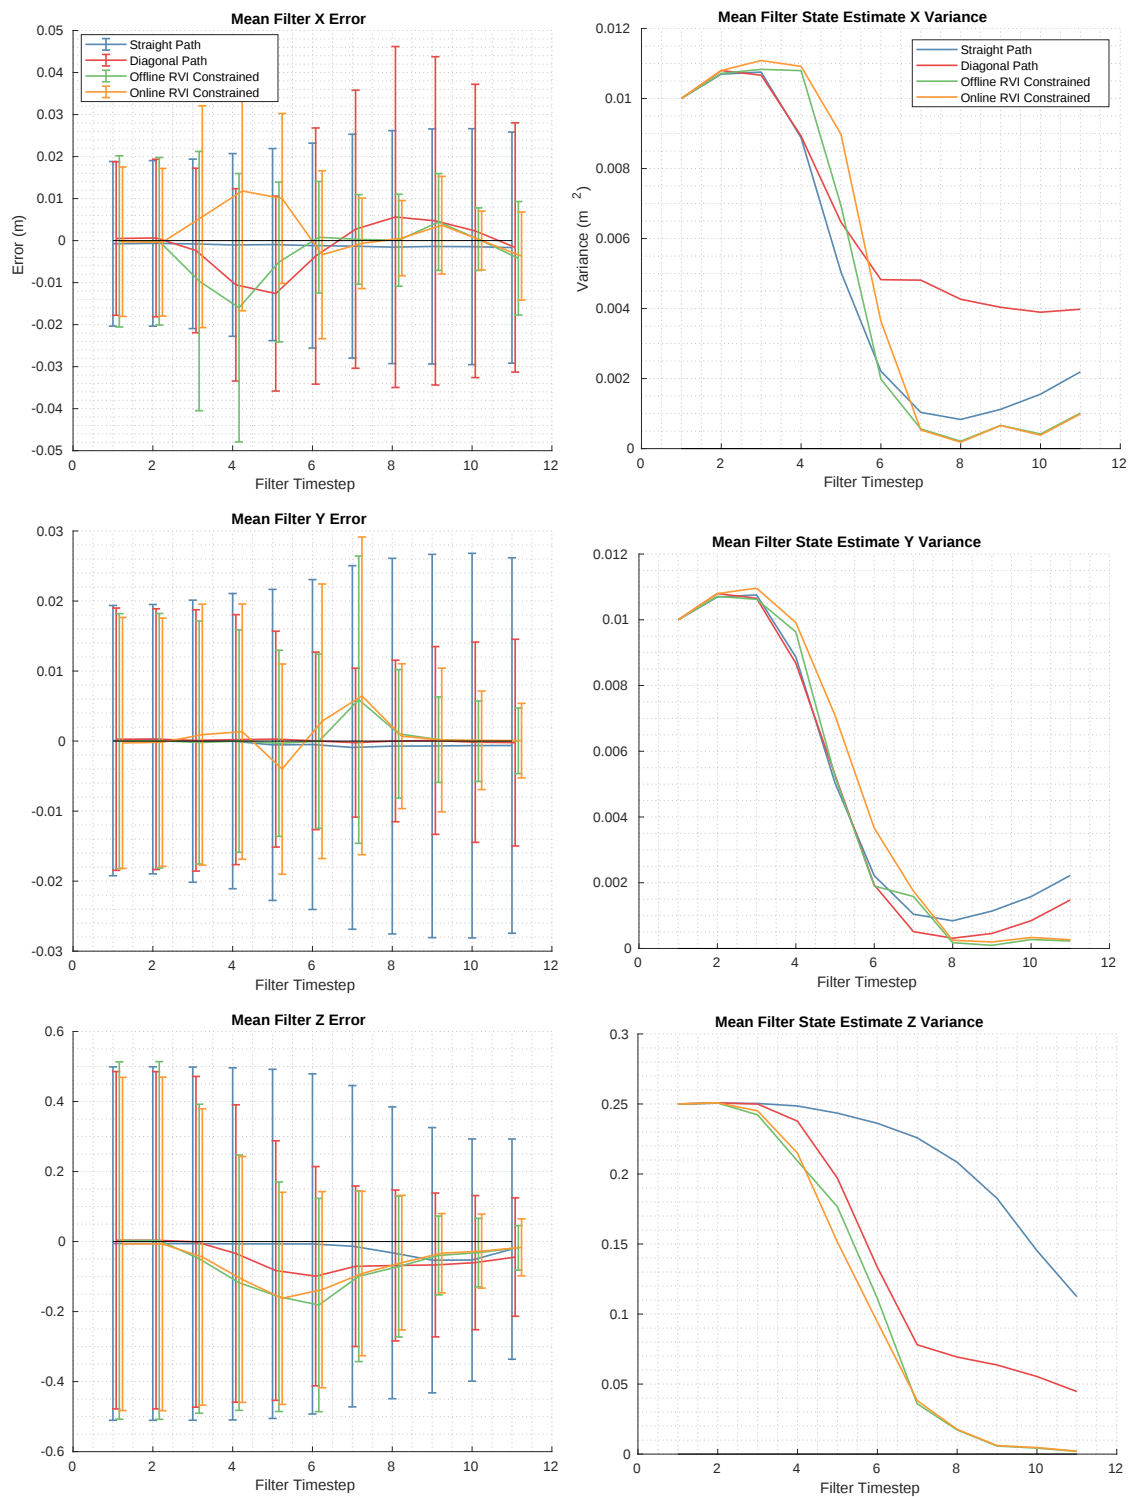 Mean Filter X Error
0.05
0.04
0.03
0.02
0.01
0
-0.01
-0.02
-0.03
-0.04
-0.05
Error (m)
Straight Path
Diagonal Path
Offline RVI Constrained
Online RVI Constrained
0 2 4 6 8 10 12
Filter Timestep
Mean Filter State Estimate X Variance
0.012
0.01
0.008
0.006
0.004
0.002
0
Variance (m 2)
Straight Path
Diagonal Path
Offline RVI Constrained
Online RVI Constrained
0 2 4 6 8 10 12
Filter Timestep
Mean Filter Y Error
0.03
0.02
0.01
0
-0.01
-0.02
-0.03
0 2 4 6 8 10 12
Filter Timestep
Mean Filter State Estimate Y Variance
0.012
0.01
0.008
0.006
0.004
0.002
0
0 2 4 6 8 10 12
Filter Timestep
Mean Filter Z Error
0.6
0.4
0.2
0
-0.2
-0.4
-0.6
0 2 4 6 8 10 12
Filter Timestep
Mean Filter State Estimate Z Variance
0.3
0.25
0.2
0.15
0.1
0.05
0
0 2 4 6 8 10 12
Filter Timestep